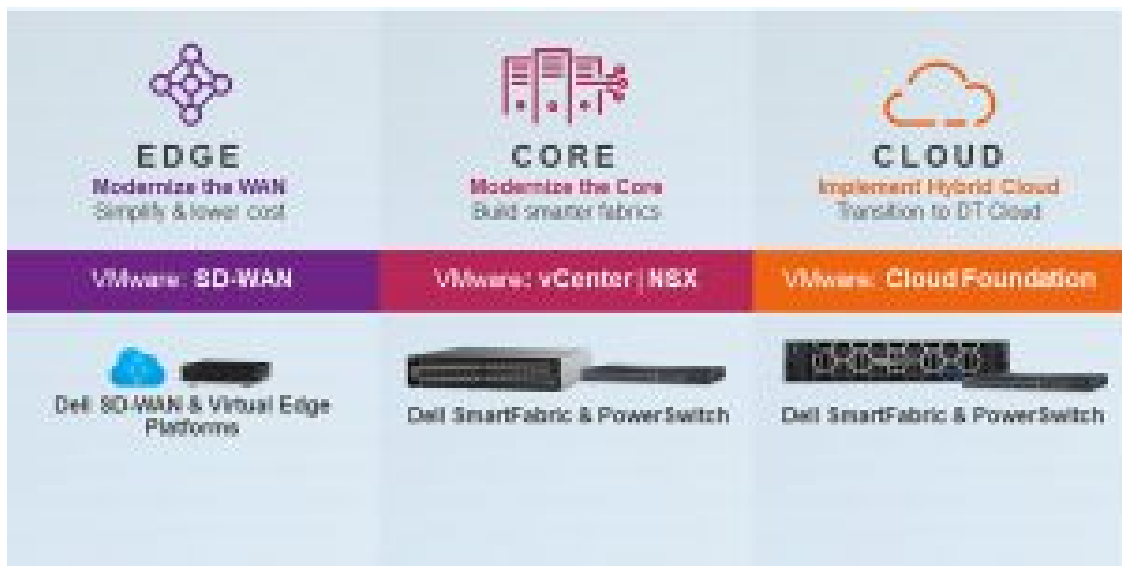 EDGE
Modernize the WAN
Simplify & lower cost
CORE
Modernize the Core
Build smarter fabrics
CLOUD
Implement Hybrid Cloud
Transition to DT Cloud
VMware: SD-WAN
VMware: vCenter | NSX
VMware: Cloud Foundation
Dell SD-WAN & Virtual Edge
Platforms
Dell SmartFabric & PowerSwitch
Dell SmartFabric & PowerSwitch